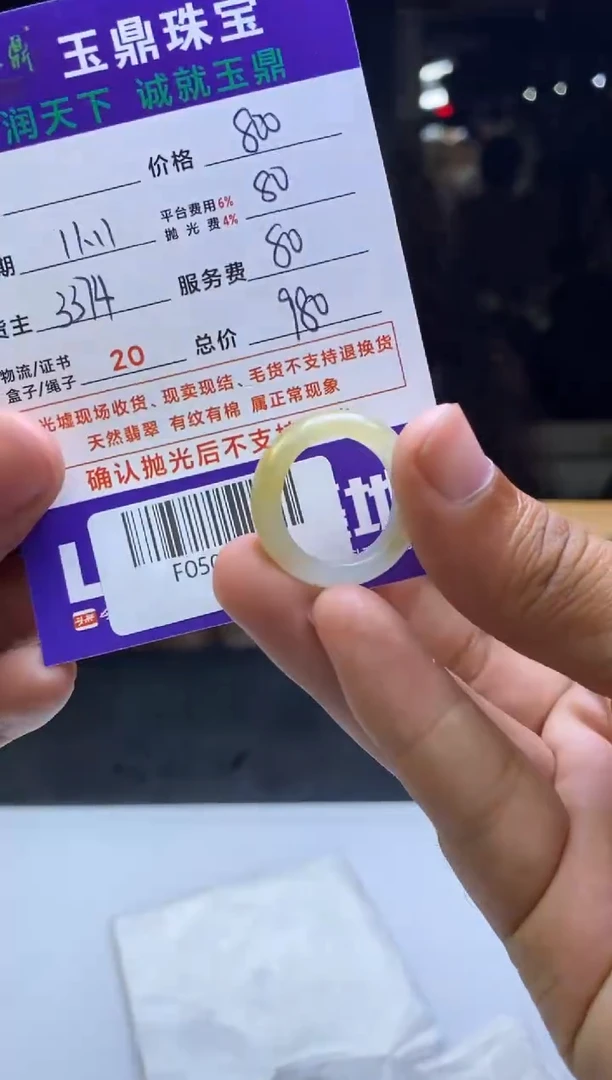 鼎
玉鼎珠宝
润天下 诚就玉鼎
价格 800
平台费用6% 80
抛光费4%
期 11.11
服务费 80
货主 3374
总价 980
物流/证书 20
盒子/绳子
光墟现场收货、现卖现结、毛货不支持退换货
天然翡翠 有纹有棉 属正常现象
确认抛光后不支
F050